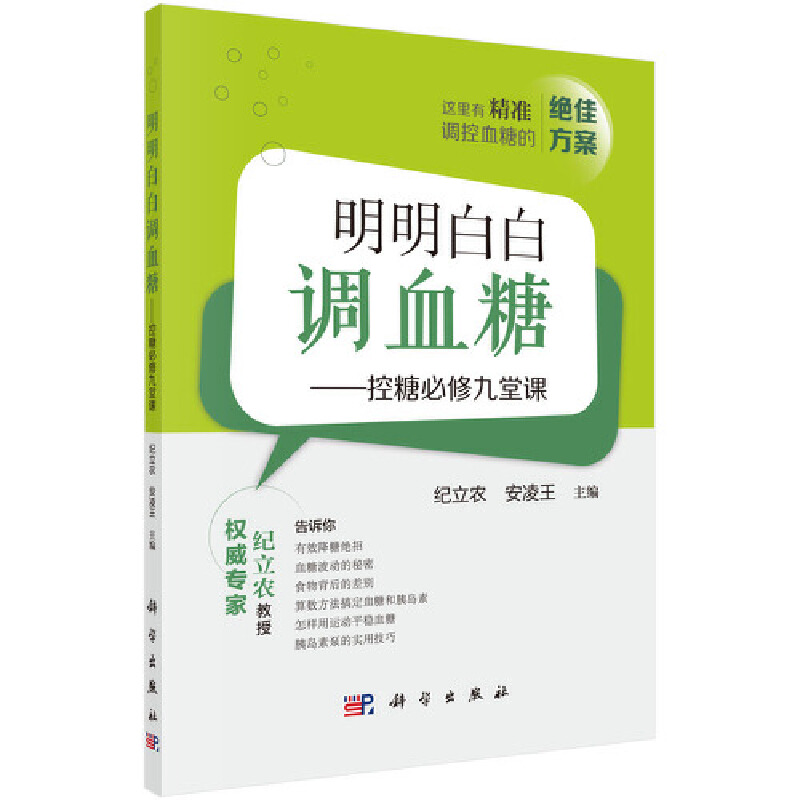 这里有 精准
调控血糖的
绝佳
方案
明明白白
调血糖
——控糖必修九堂课
纪立农 安凌王 主编
权威专家
纪立农教授
告诉你
有效降糖绝招
血糖波动的秘密
食物背后的差别
算数方法搞定血糖和胰岛素
怎样用运动平稳血糖
胰岛素泵的实用技巧
科学出版社
明明白白调血糖——控糖必修九堂课
纪立农 安凌王 主编
科学出版社